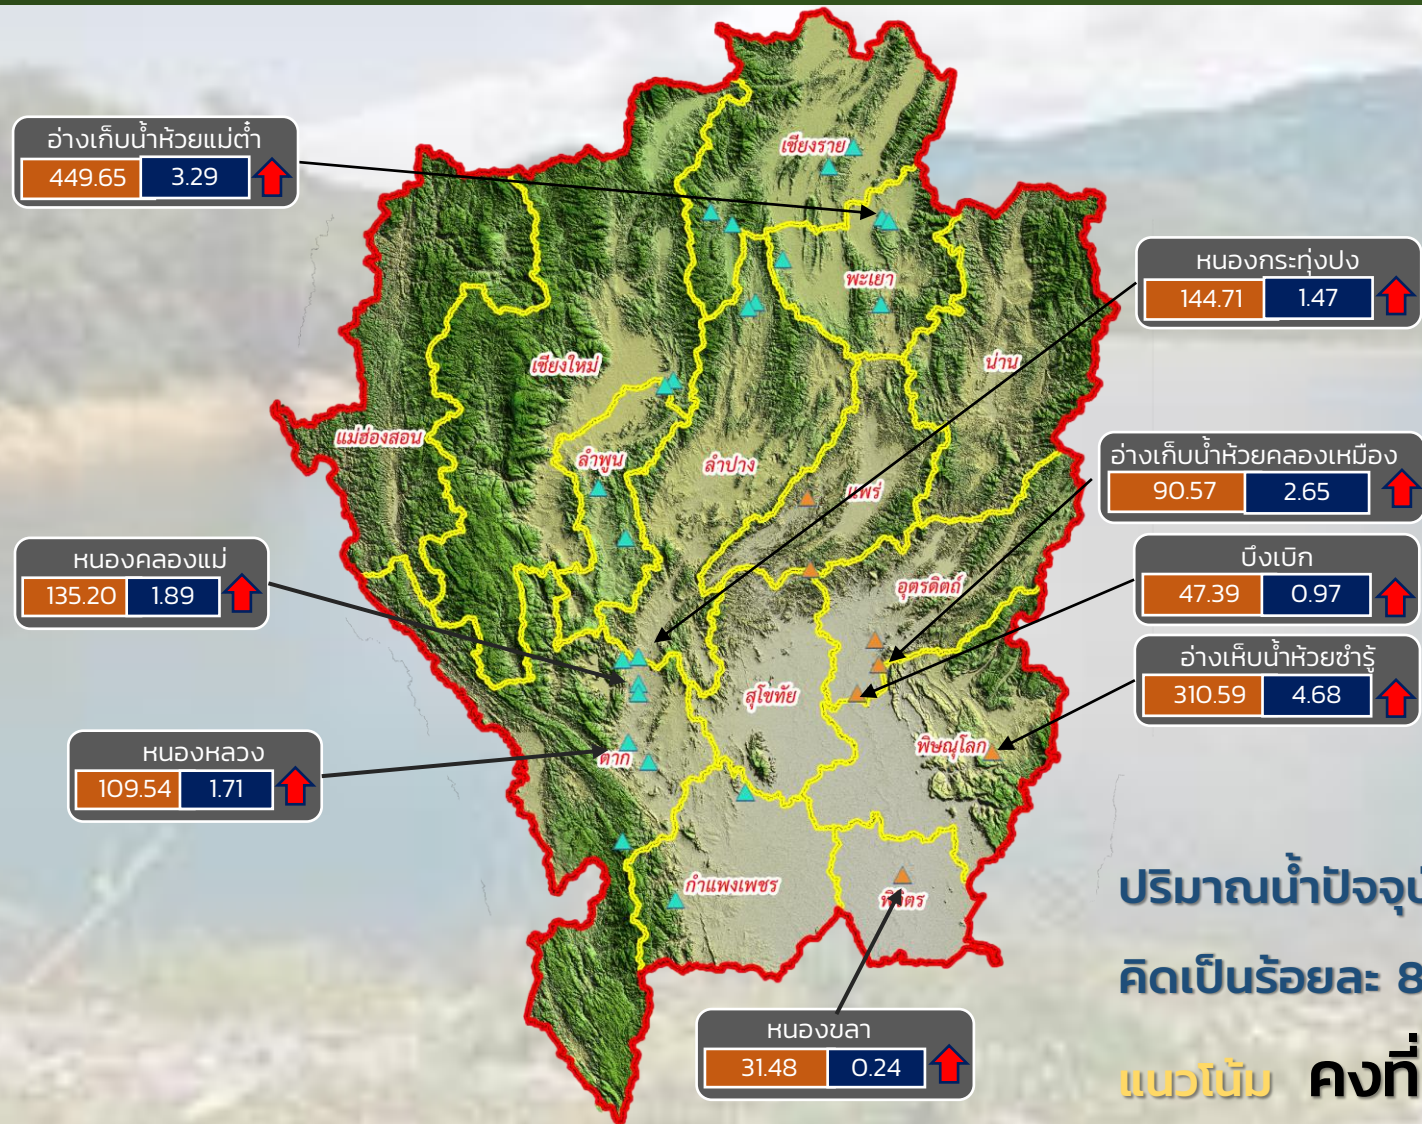 อ่างเก็บน้ำห้วยแม่ต่ำ
449.65 3.29
หนองกระทุ่งปง
144.71 1.47
อ่างเก็บน้ำห้วยคลองเหมือง
90.57 2.65
หนองคลองแม่
135.20 1.89
บึงเบิก
47.39 0.97
อ่างเห็บน้ำห้วยซำรู้
310.59 4.68
หนองหลวง
109.54 1.71
หนองขลา
31.48 0.24
เชียงราย
พะเยา
น่าน
เชียงใหม่
แม่ฮ่องสอน
ลำพูน
ลำปาง
แพร่
อุตรดิตถ์
สุโขทัย
พิษณุโลก
ตาก
กำแพงเพชร
พิจิตร
ปริมาณน้ำปัจจุบั
คิดเป็นร้อยละ 8
แนวโน้ม คงที่